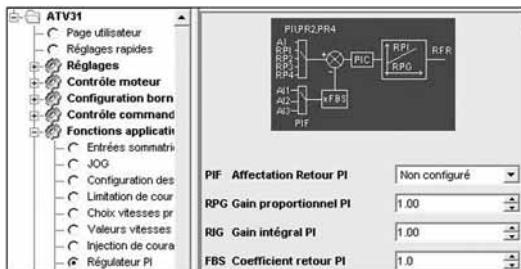 ATV31
Page utilisateur
Réglages rapides
Réglages
Contrôle moteur
Configuration born
Contrôle command
Fonctions applicati
Entrées sommatri
JOG
Configuration des
Limitation de cour
Choix vitesses pr
Valeurs vitesses
Injection de coura
Régulateur PI
PII,PR2,PR4
AI
RP1
RP2
RP3
RP4
PIC
RPI
RPG
RFR
AI1
AI2
AI3
xFBS
PIF
PIF Affectation Retour PI Non configuré
RPG Gain proportionnel PI 1.00
RIG Gain intégral PI 1.00
FBS Coefficient retour PI 1.0